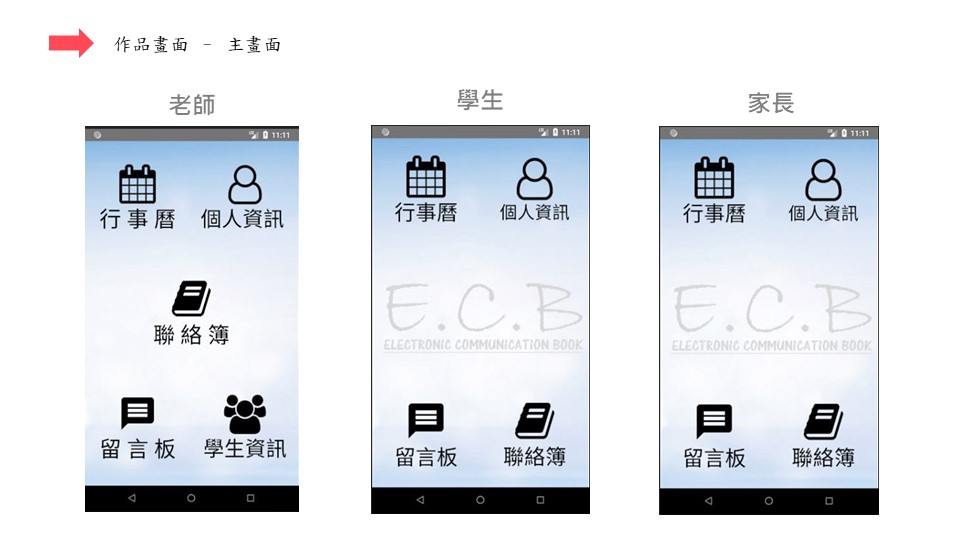 作品畫面 - 主畫面
老師
11:11
行事曆 個人資訊
聯絡簿
留言板 學生資訊
學生
11:11
行事曆 個人資訊
E.C.B
ELECTRONIC COMMUNICATION BOOK
留言板 聯絡簿
家長
11:11
行事曆 個人資訊
E.C.B
ELECTRONIC COMMUNICATION BOOK
留言板 聯絡簿